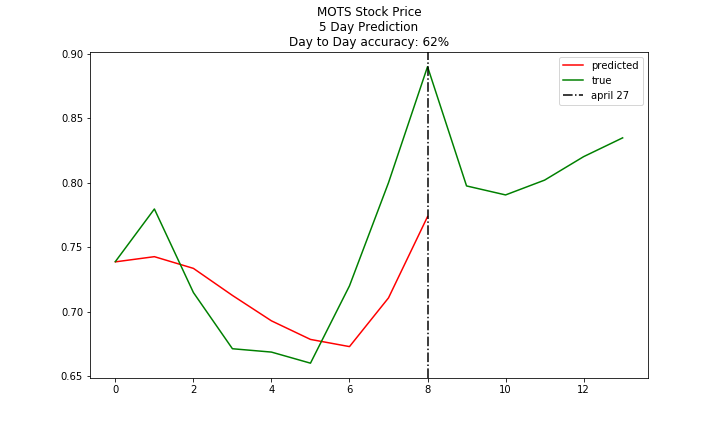 MOTS Stock Price
5 Day Prediction
Day to Day accuracy: 62%
0.90
0.85
0.80
0.75
0.70
0.65
0 2 4 6 8 10 12
predicted
true
april 27